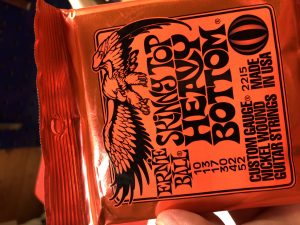 ERNIE
BALL®
SKINNY TOP
HEAVY
BOTTOM®
10
13
17
30
42
52
CUSTOM GAUGE® 2215
NICKEL WOUND MADE
GUITAR STRINGS IN USA